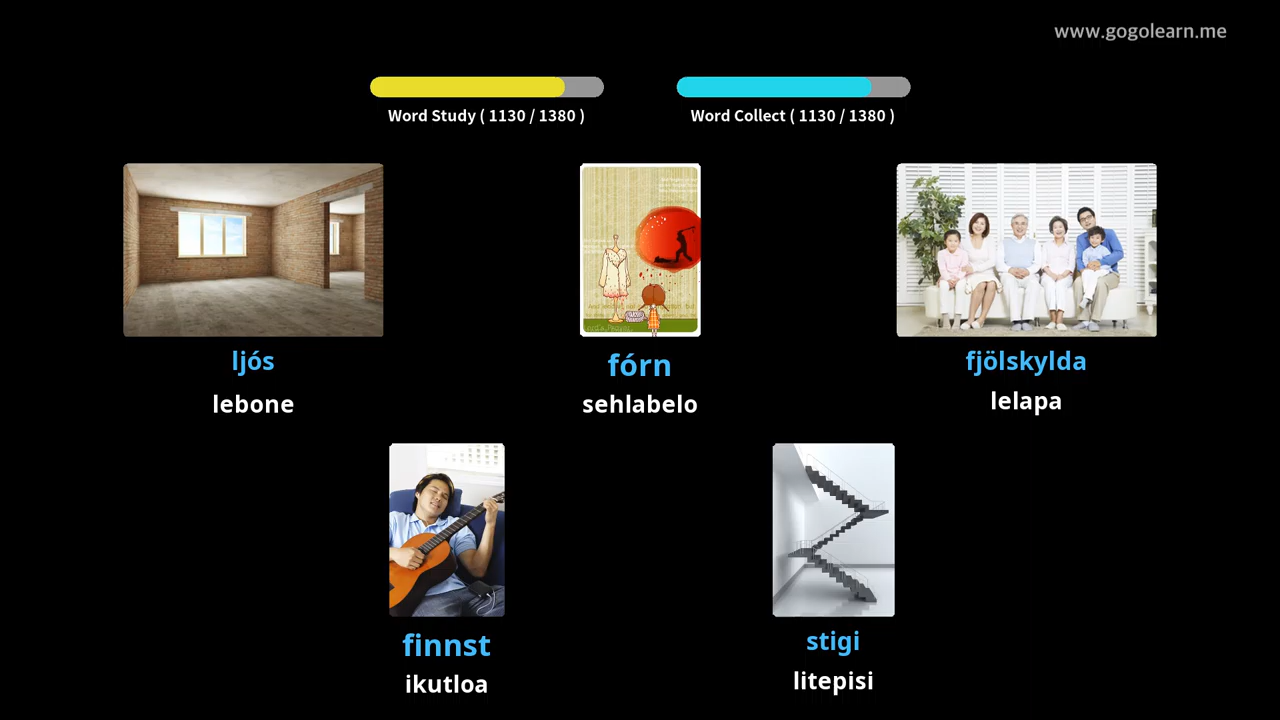 www.gogolearn.me
Word Study ( 1130 / 1380 )
Word Collect ( 1130 / 1380 )
ljós
lebone
fórn
sehlabelo
fjölskylda
lelapa
finnst
ikutloa
stigi
litepisi